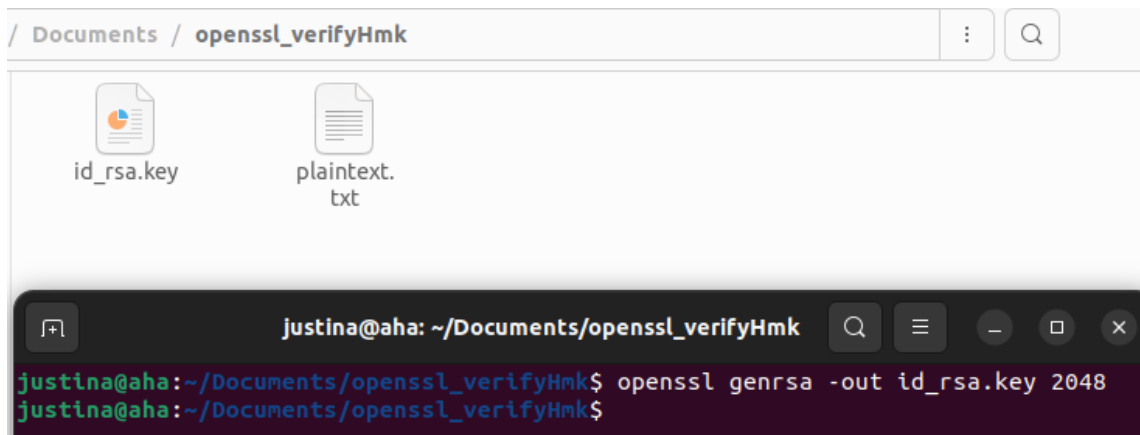 / Documents / openssl_verifyHmk
id_rsa.key
plaintext.
txt
justina@aha: ~/Documents/openssl_verifyHmk
justina@aha:~/Documents/openssl_verifyHmk$ openssl genrsa -out id_rsa.key 2048
justina@aha:~/Documents/openssl_verifyHmk$